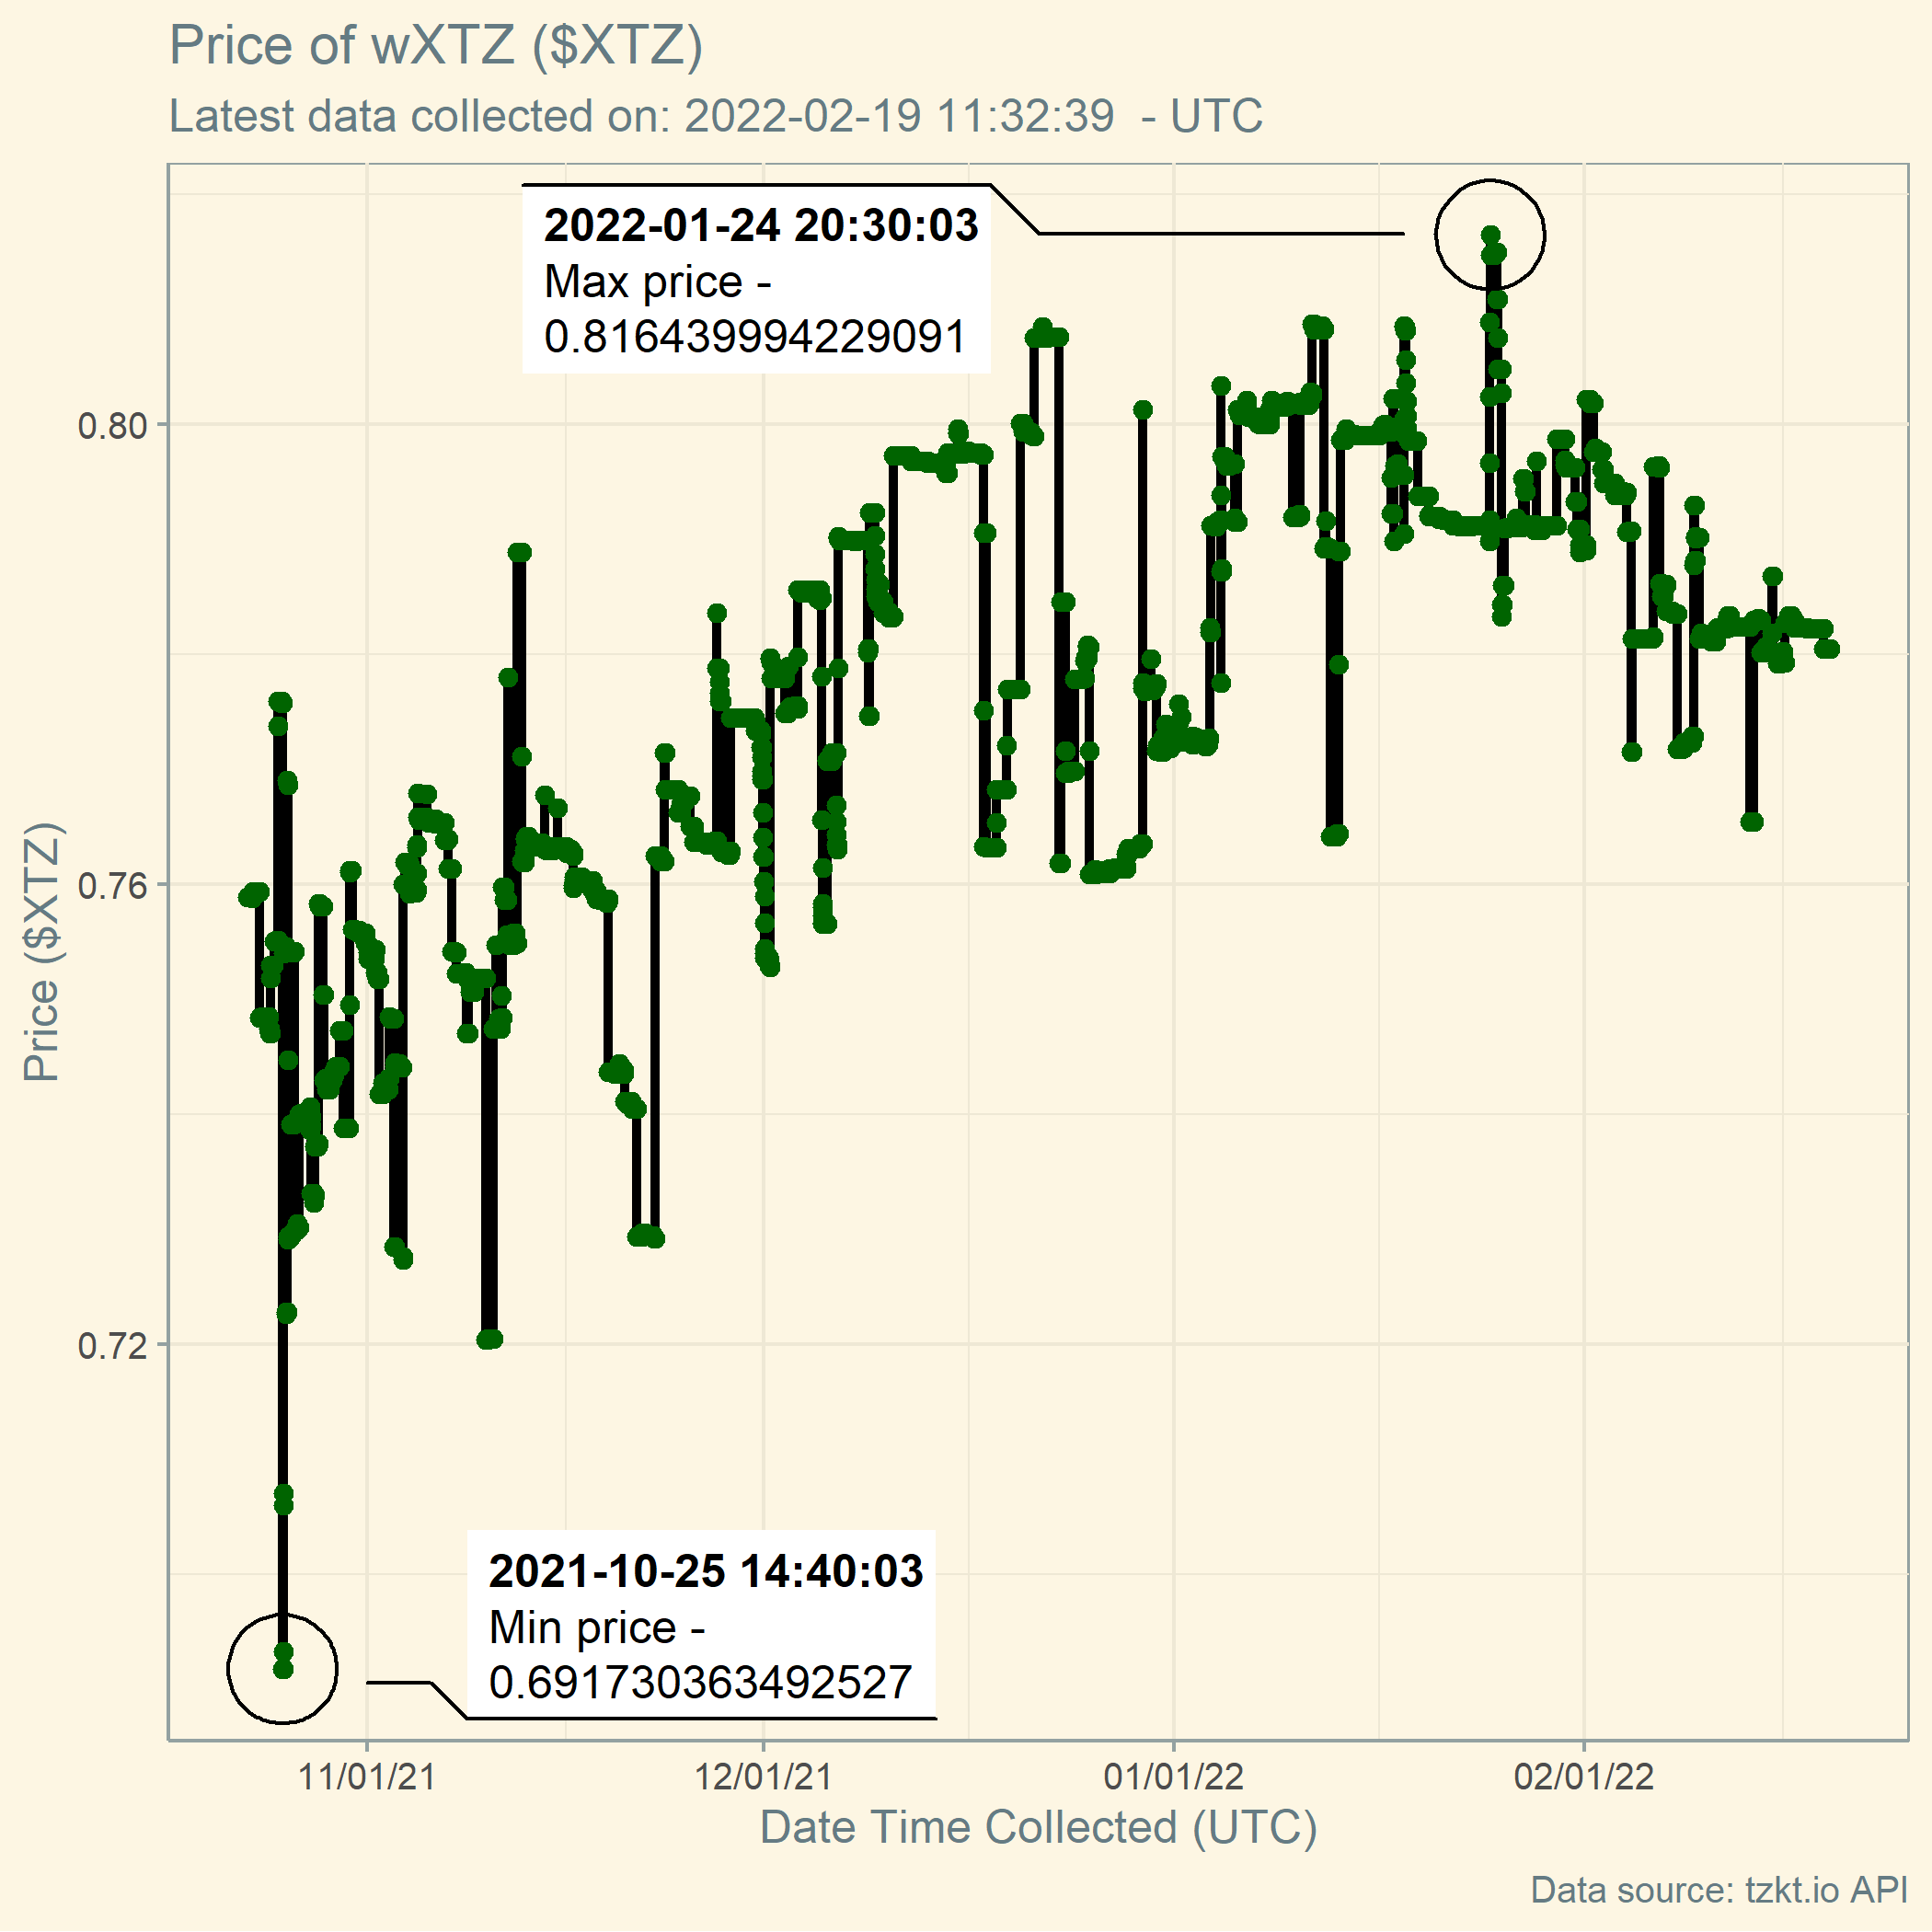 Price of wXTZ ($XTZ)
Latest data collected on: 2022-02-19 11:32:39  - UTC
2022-01-24 20:30:03
Max price -
0.816439994229091
0.80
0.76
0.72
Price ($XTZ)
2021-10-25 14:40:03
Min price -
0.691730363492527
11/01/21
12/01/21
01/01/22
02/01/22
Date Time Collected (UTC)
Data source: tzkt.io API